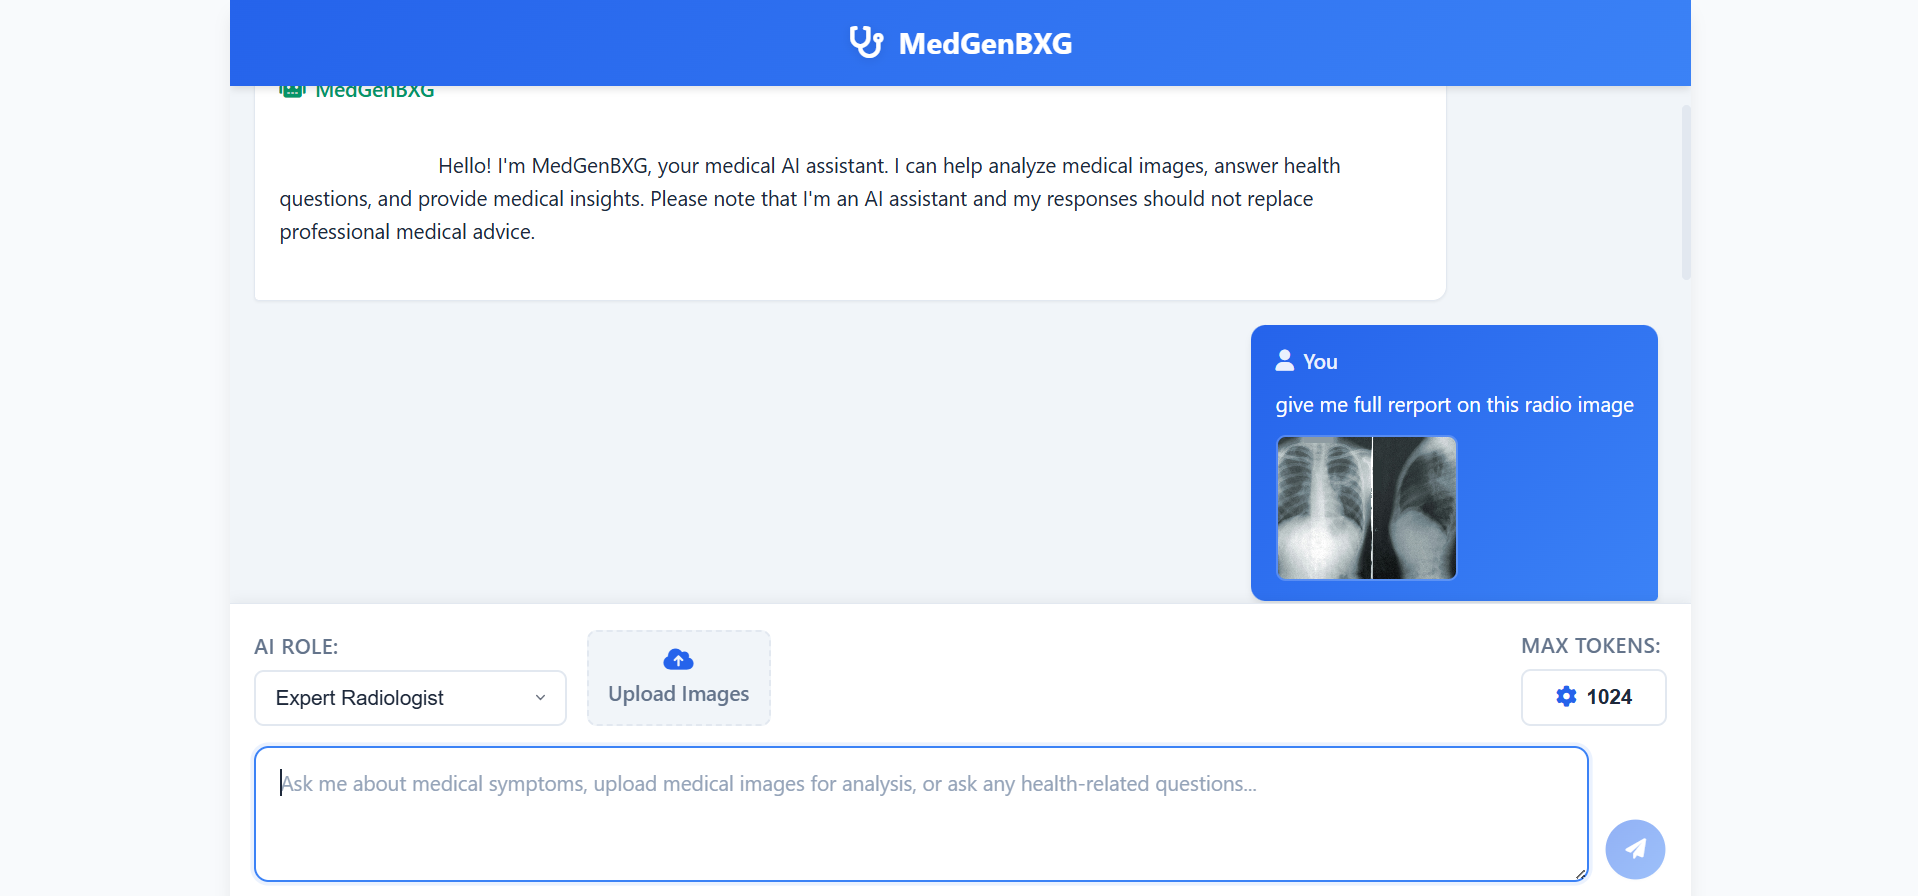 MedGenBXG
MedGenBXG
Hello! I'm MedGenBXG, your medical AI assistant. I can help analyze medical images, answer health
questions, and provide medical insights. Please note that I'm an AI assistant and my responses should not replace
professional medical advice.
You
give me full rerport on this radio image
AI ROLE:
Expert Radiologist
Upload Images
MAX TOKENS:
1024
Ask me about medical symptoms, upload medical images for analysis, or ask any health-related questions...